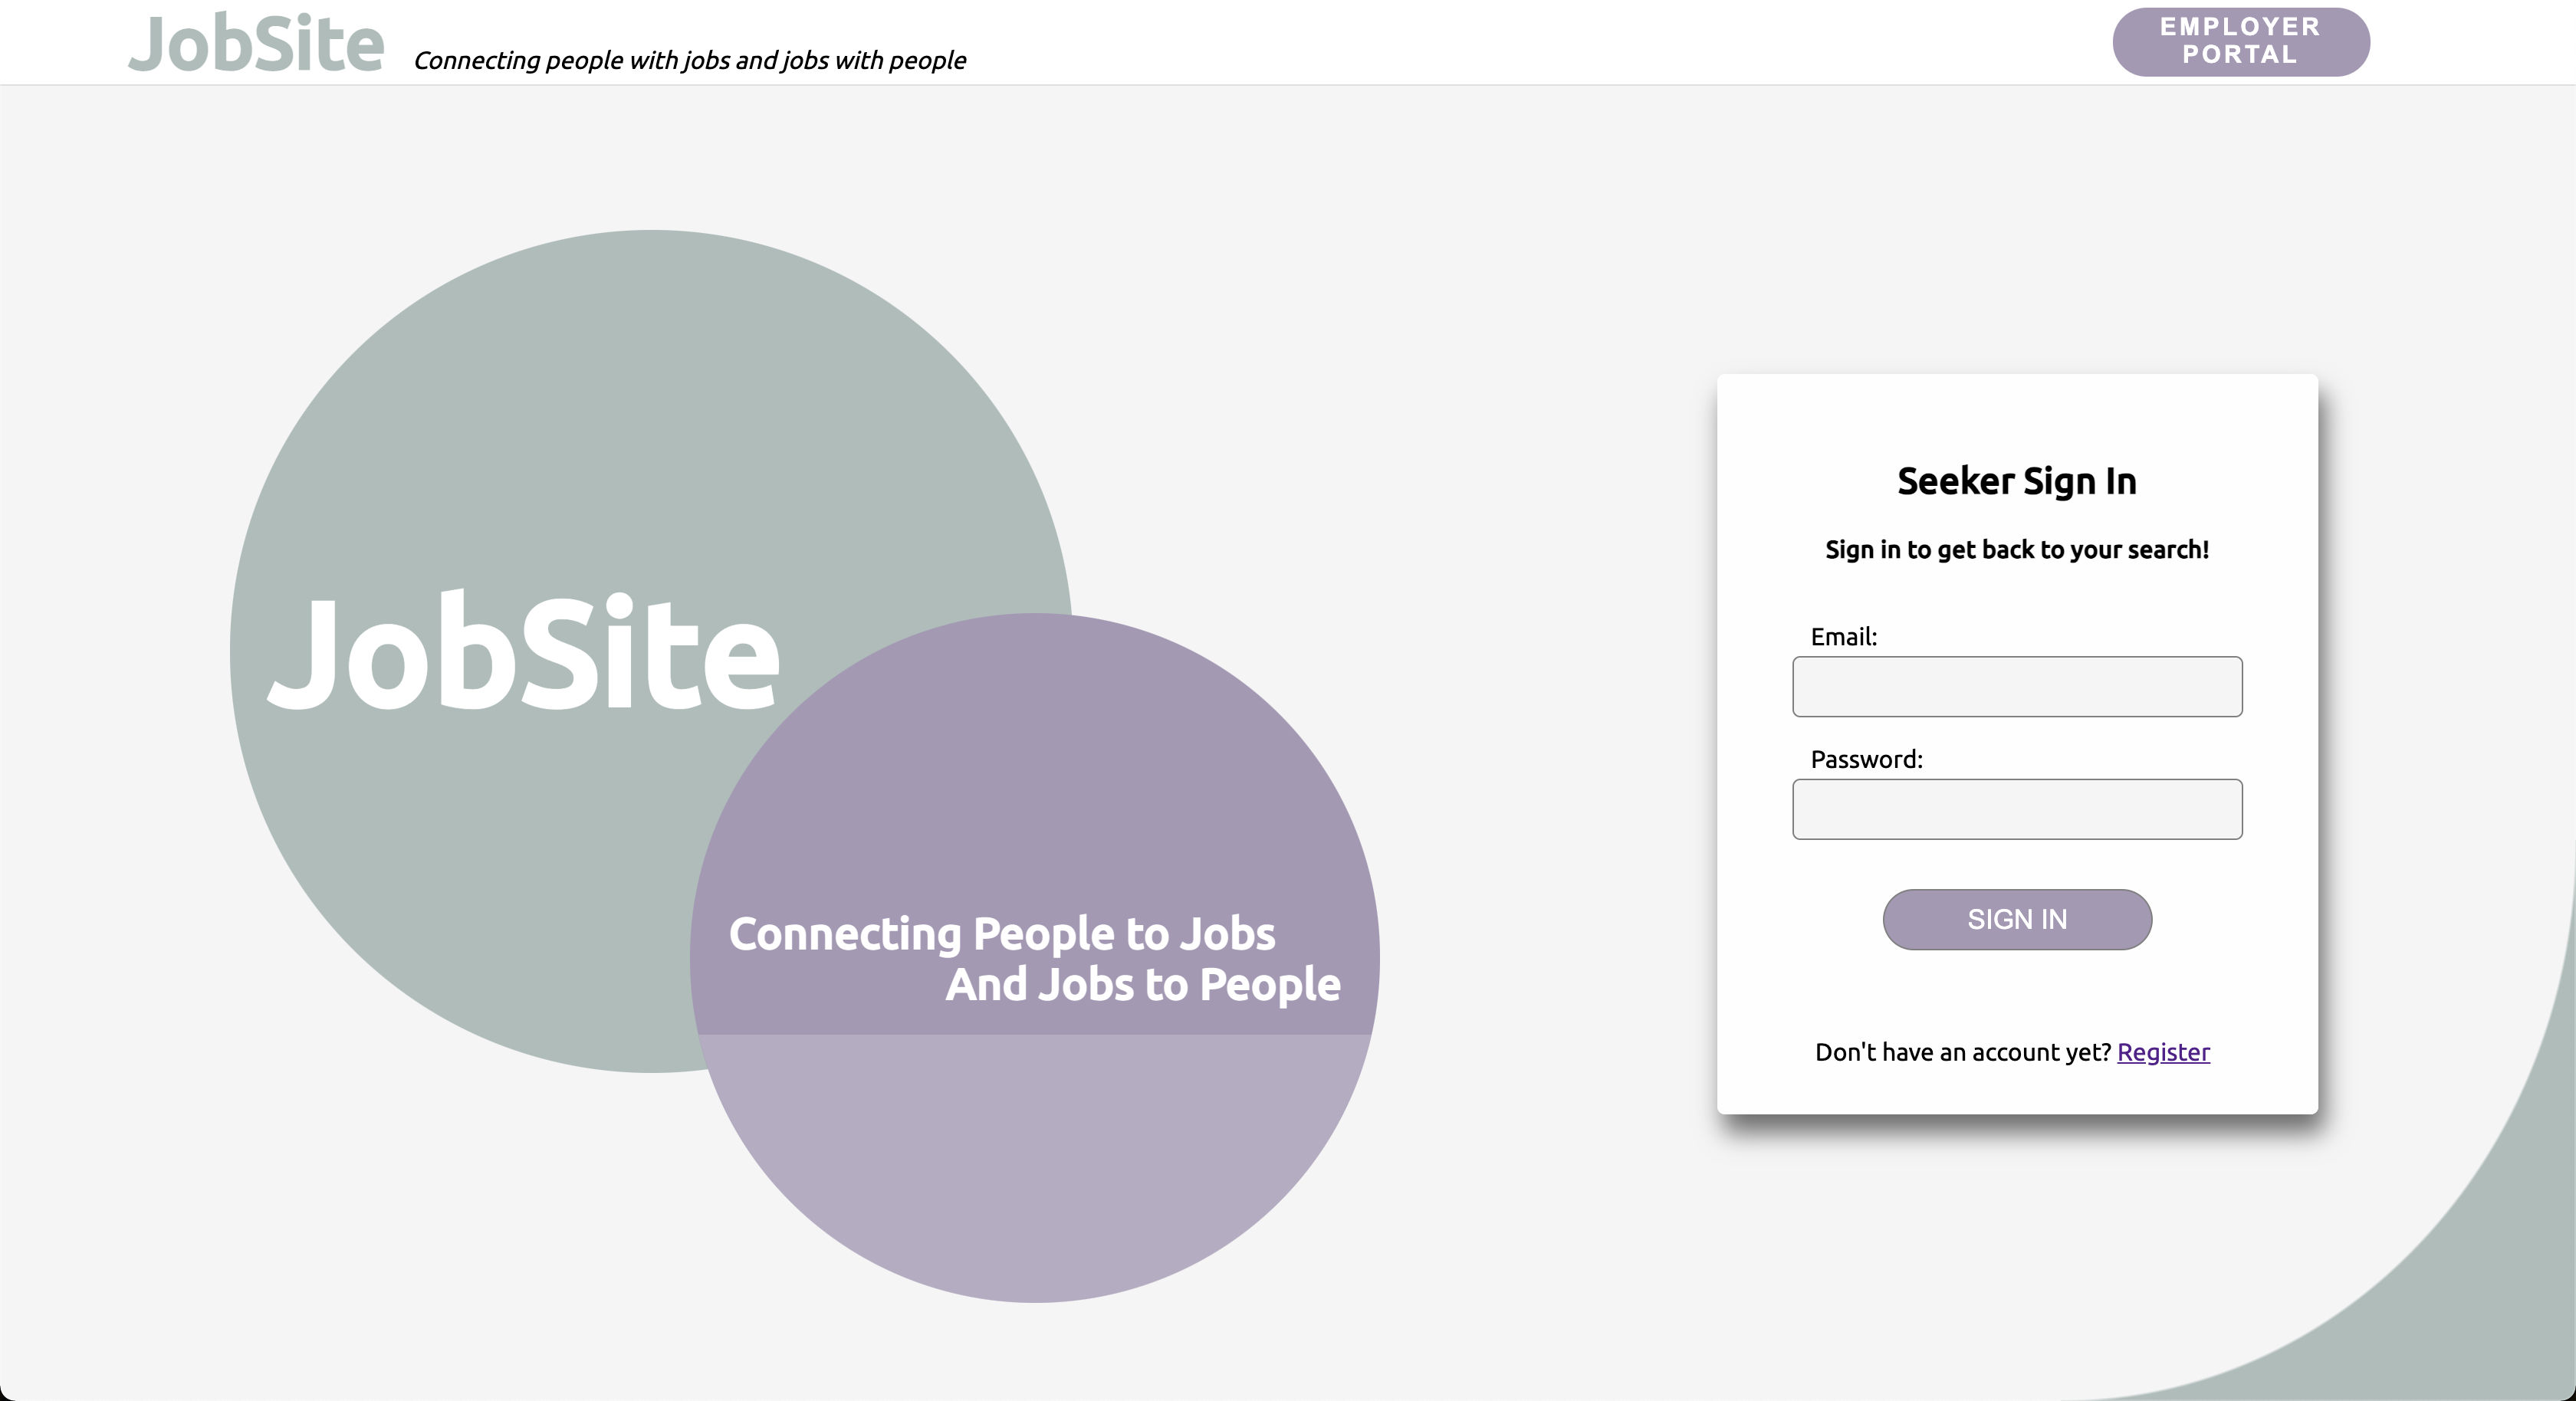 JobSite
Connecting people with jobs and jobs with people
EMPLOYER
PORTAL
JobSite
Connecting People to Jobs
And Jobs to People
Seeker Sign In
Sign in to get back to your search!
Email:
Password:
SIGN IN
Don't have an account yet? Register